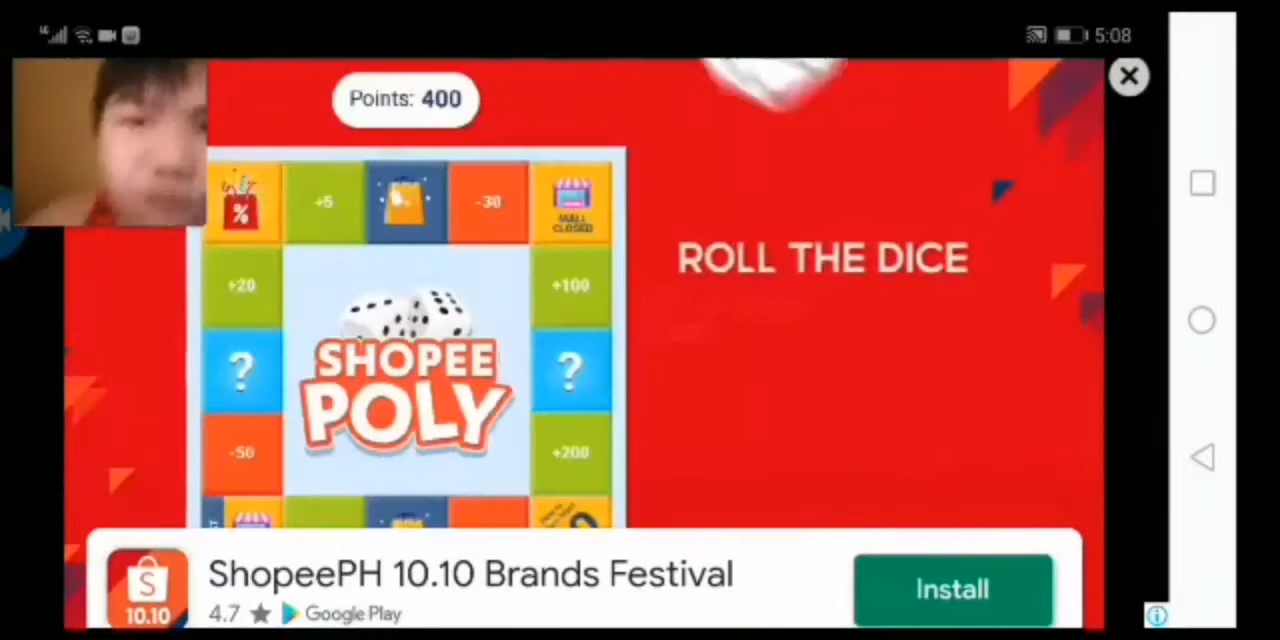 5:08
Points: 400
%
+5
-30
MALL
CLOSED
+20
+100
ROLL THE DICE
?
SHOPEE
POLY
?
-50
+200
ShopeePH 10.10 Brands Festival
4.7 ★ Google Play
Install
S
10.10